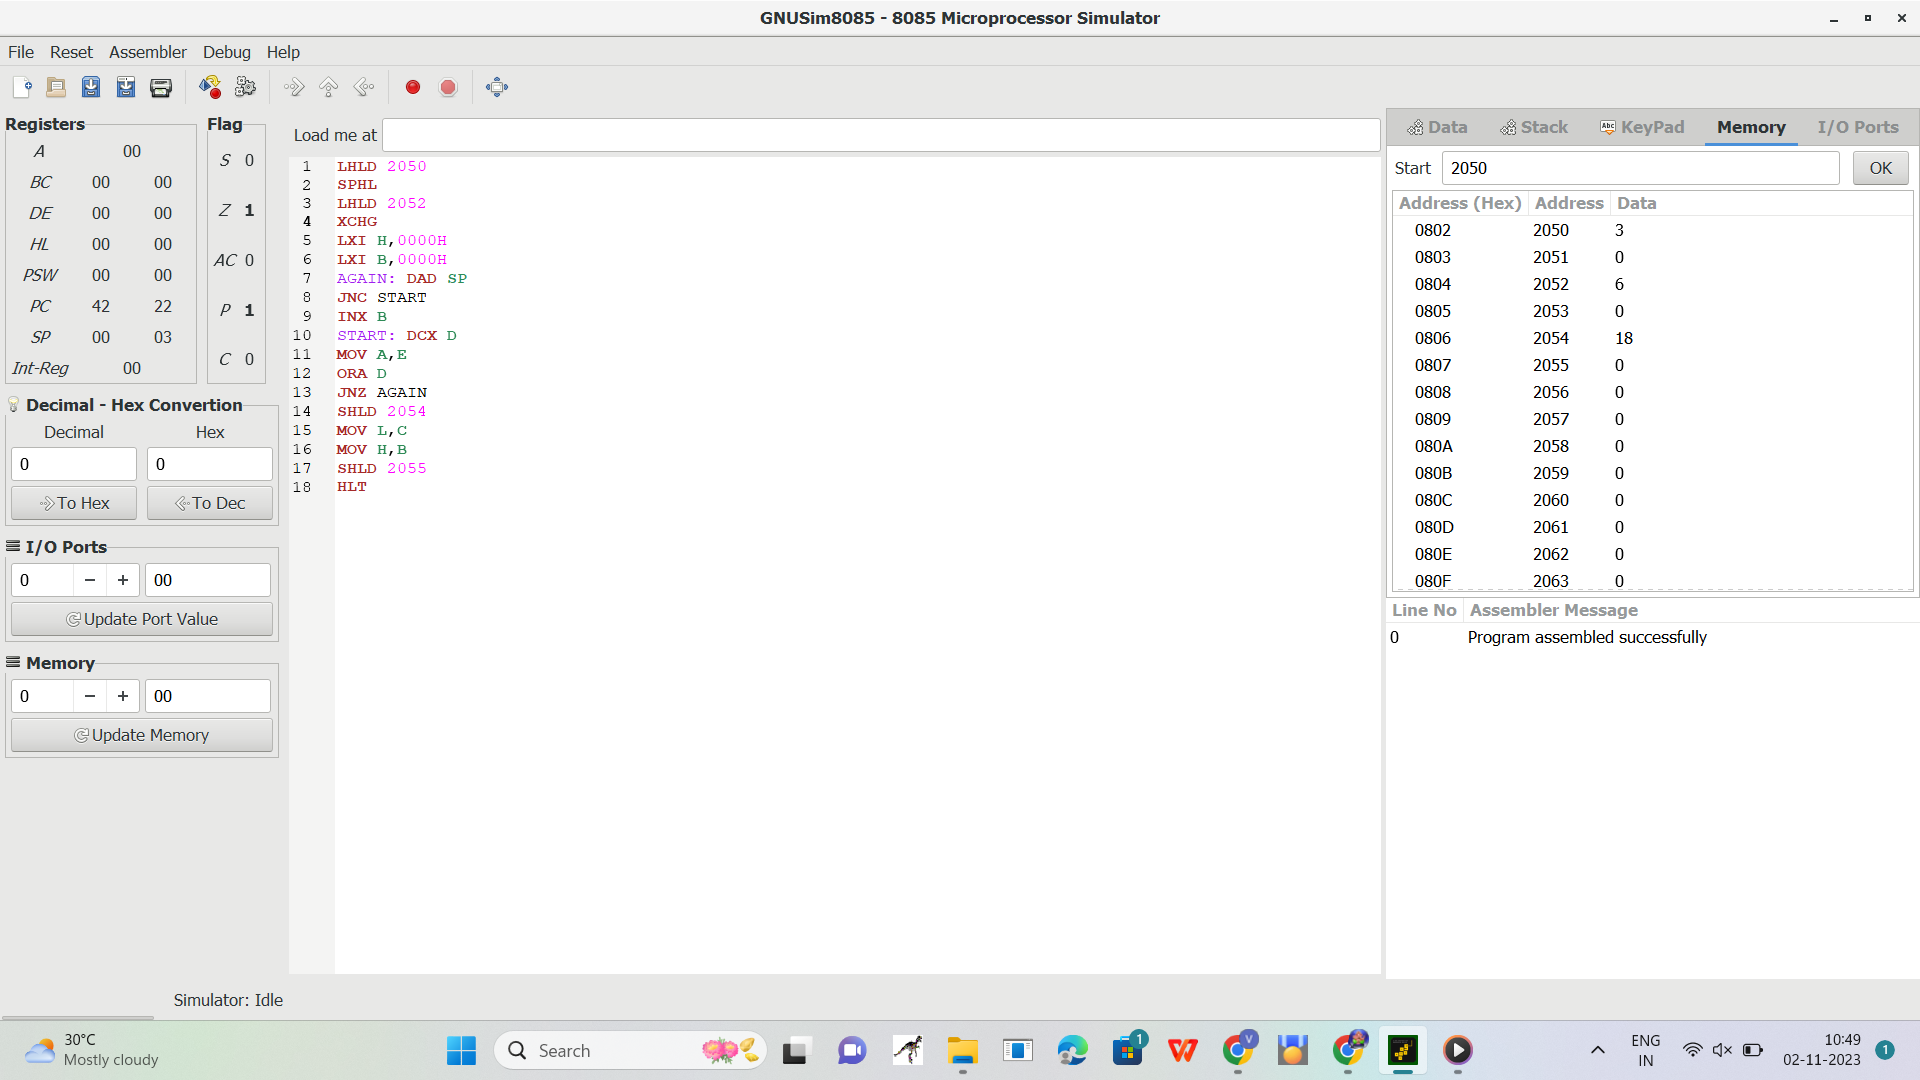 GNUSim8085 - 8085 Microprocessor Simulator
File Reset Assembler Debug Help
Registers
A 00
BC 00 00
DE 00 00
HL 00 00
PSW 00 00
PC 42 22
SP 00 03
Int-Reg 00
Flag
S 0
Z 1
AC 0
P 1
C 0
Decimal - Hex Convertion
Decimal Hex
0 0
To Hex To Dec
I/O Ports
0 − + 00
Update Port Value
Memory
0 − + 00
Update Memory
Load me at
1 LHLD 2050
2 SPHL
3 LHLD 2052
4 XCHG
5 LXI H,0000H
6 LXI B,0000H
7 AGAIN: DAD SP
8 JNC START
9 INX B
10 START: DCX D
11 MOV A,E
12 ORA D
13 JNZ AGAIN
14 SHLD 2054
15 MOV L,C
16 MOV H,B
17 SHLD 2055
18 HLT
Data Stack Abc KeyPad Memory I/O Ports
Start 2050 OK
Address (Hex) Address Data
0802 2050 3
0803 2051 0
0804 2052 6
0805 2053 0
0806 2054 18
0807 2055 0
0808 2056 0
0809 2057 0
080A 2058 0
080B 2059 0
080C 2060 0
080D 2061 0
080E 2062 0
080F 2063 0
Line No Assembler Message
0 Program assembled successfully
Simulator: Idle
30°C
Mostly cloudy
Search
1
V
ENG
IN
10:49
02-11-2023
1